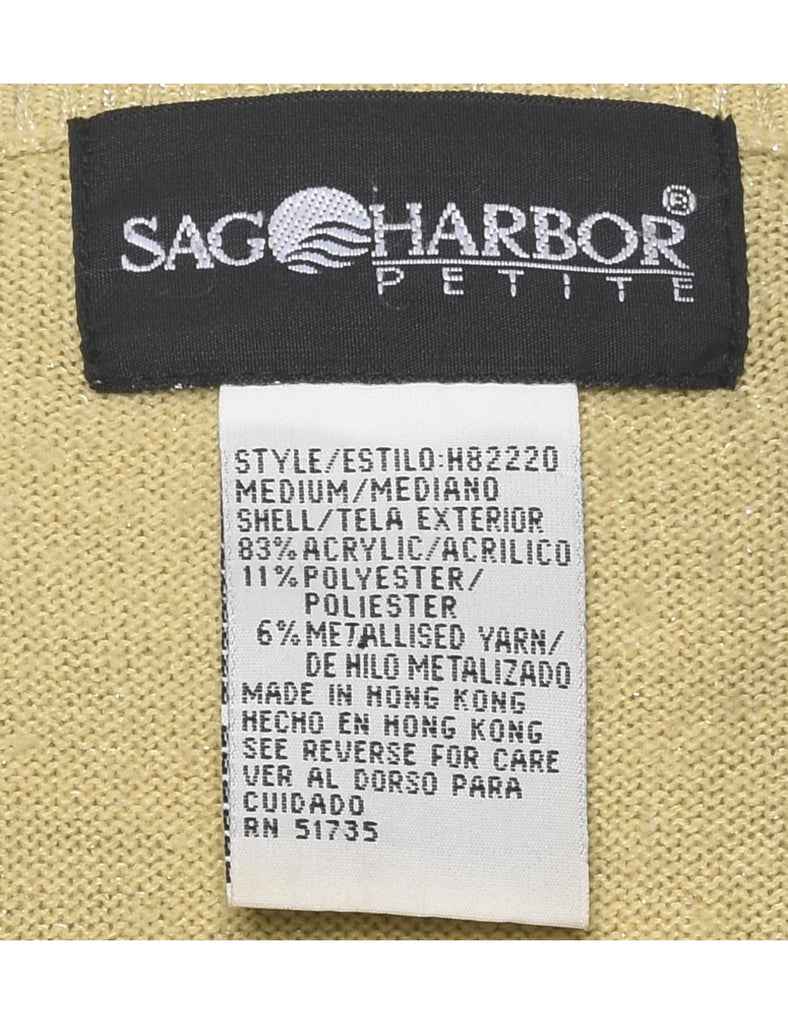 SAG HARBOR®
PETITE
STYLE/ESTILO:H82220
MEDIUM/MEDIANO
SHELL/TELA EXTERIOR
83% ACRYLIC/ACRILICO
11% POLYESTER/
POLIESTER
6% METALLISED YARN/
DE HILO METALIZADO
MADE IN HONG KONG
HECHO EN HONG KONG
SEE REVERSE FOR CARE
VER AL DORSO PARA
CUIDADO
RN 51735